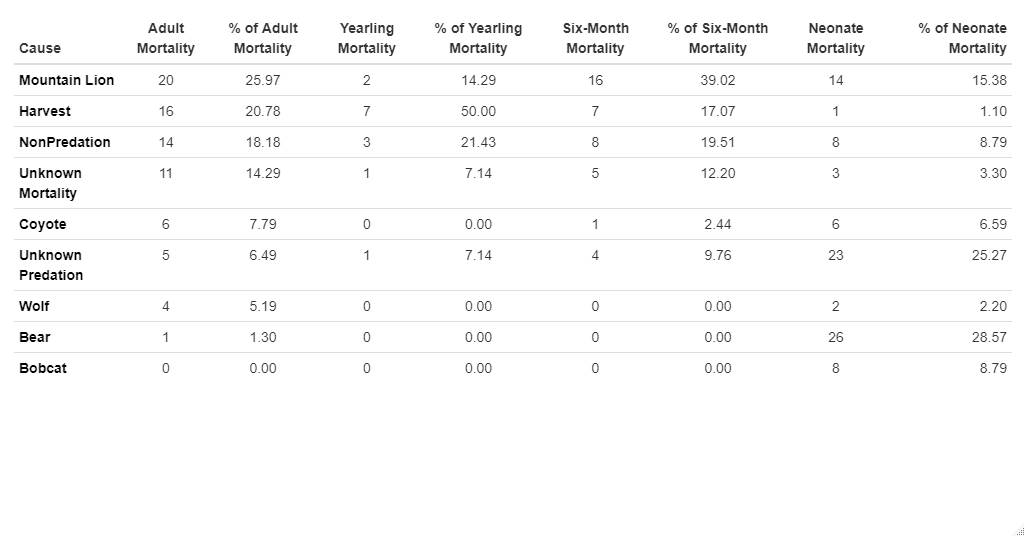 Cause Adult Mortality % of Adult Mortality Yearling Mortality % of Yearling Mortality Six-Month Mortality % of Six-Month Mortality Neonate Mortality % of Neonate Mortality
Mountain Lion 20 25.97 2 14.29 16 39.02 14 15.38
Harvest 16 20.78 7 50.00 7 17.07 1 1.10
NonPredation 14 18.18 3 21.43 8 19.51 8 8.79
Unknown Mortality 11 14.29 1 7.14 5 12.20 3 3.30
Coyote 6 7.79 0 0.00 1 2.44 6 6.59
Unknown Predation 5 6.49 1 7.14 4 9.76 23 25.27
Wolf 4 5.19 0 0.00 0 0.00 2 2.20
Bear 1 1.30 0 0.00 0 0.00 26 28.57
Bobcat 0 0.00 0 0.00 0 0.00 8 8.79